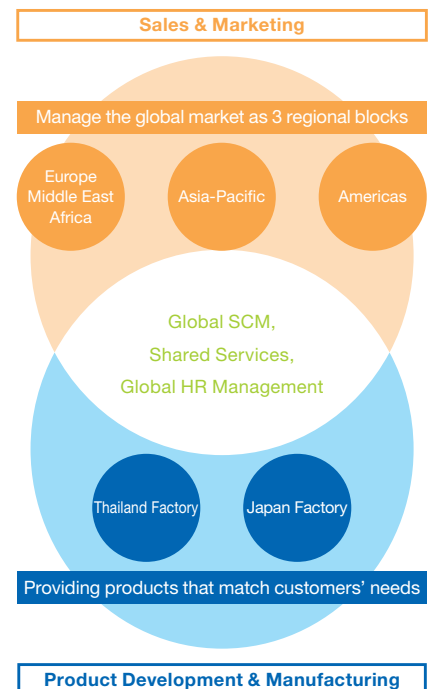 Sales & Marketing
Manage the global market as 3 regional blocks
Europe
Middle East
Africa
Asia-Pacific
Americas
Global SCM,
Shared Services,
Global HR Management
Thailand Factory
Japan Factory
Providing products that match customers’ needs
Product Development & Manufacturing